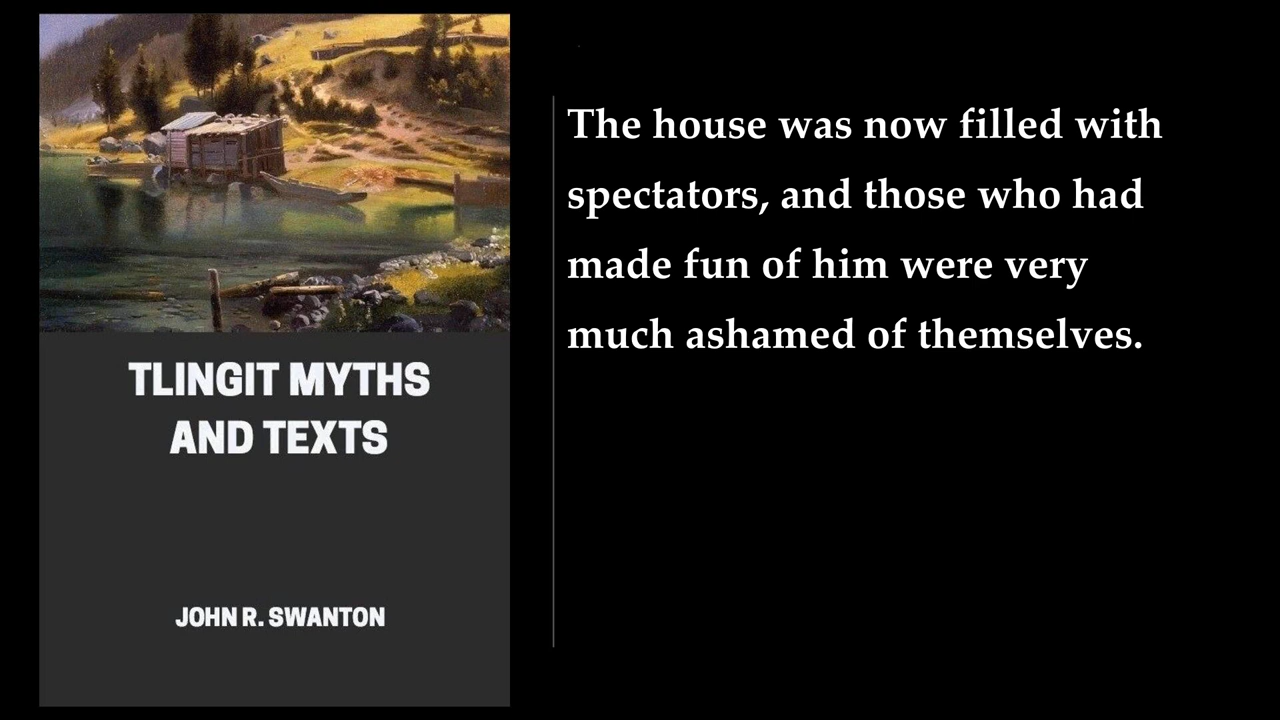 TLINGIT MYTHS
AND TEXTS
JOHN R. SWANTON
The house was now filled with
spectators, and those who had
made fun of him were very
much ashamed of themselves.